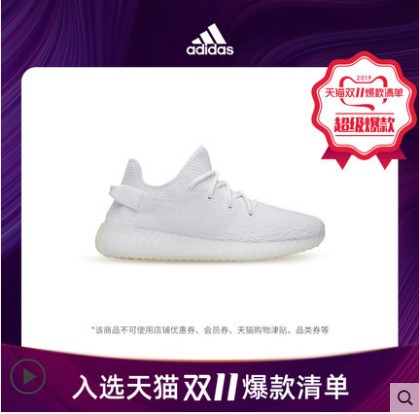 adidas
2019
天猫双11爆款清单
超级爆款
*该商品不可使用店铺优惠券、会员券、天猫购物津贴、品类券等
入选天猫双11爆款清单